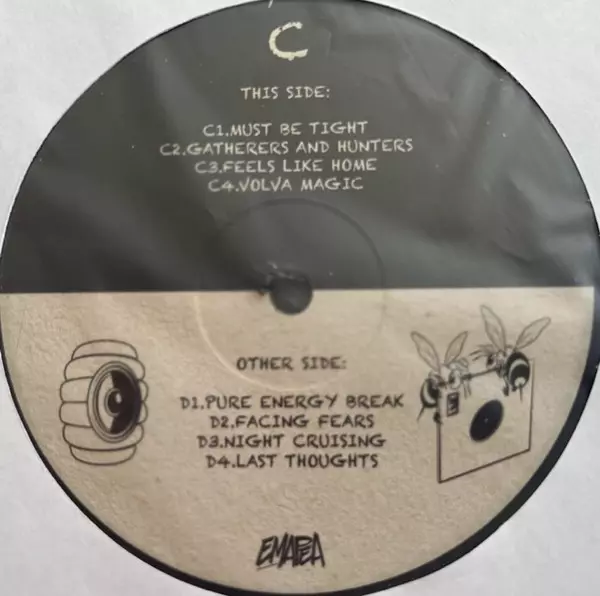 C
THIS SIDE:
C1.MUST BE TIGHT
C2.GATHERERS AND HUNTERS
C3.FEELS LIKE HOME
C4.VOLVA MAGIC
OTHER SIDE:
D1.PURE ENERGY BREAK
D2.FACING FEARS
D3.NIGHT CRUISING
D4.LAST THOUGHTS
EMAPEA